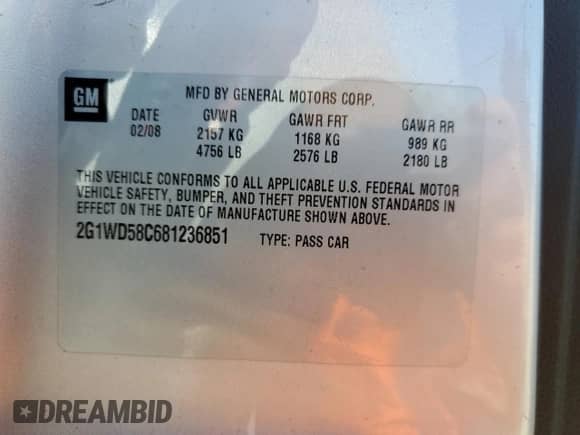 GM
MFD BY GENERAL MOTORS CORP.
DATE GVWR GAWR FRT GAWR RR
02/08 2157 KG 1168 KG 989 KG
4756 LB 2576 LB 2180 LB
THIS VEHICLE CONFORMS TO ALL APPLICABLE U.S. FEDERAL MOTOR
VEHICLE SAFETY, BUMPER, AND THEFT PREVENTION STANDARDS IN
EFFECT ON THE DATE OF MANUFACTURE SHOWN ABOVE.
2G1WD58C681236851 TYPE: PASS CAR
DREAMBID